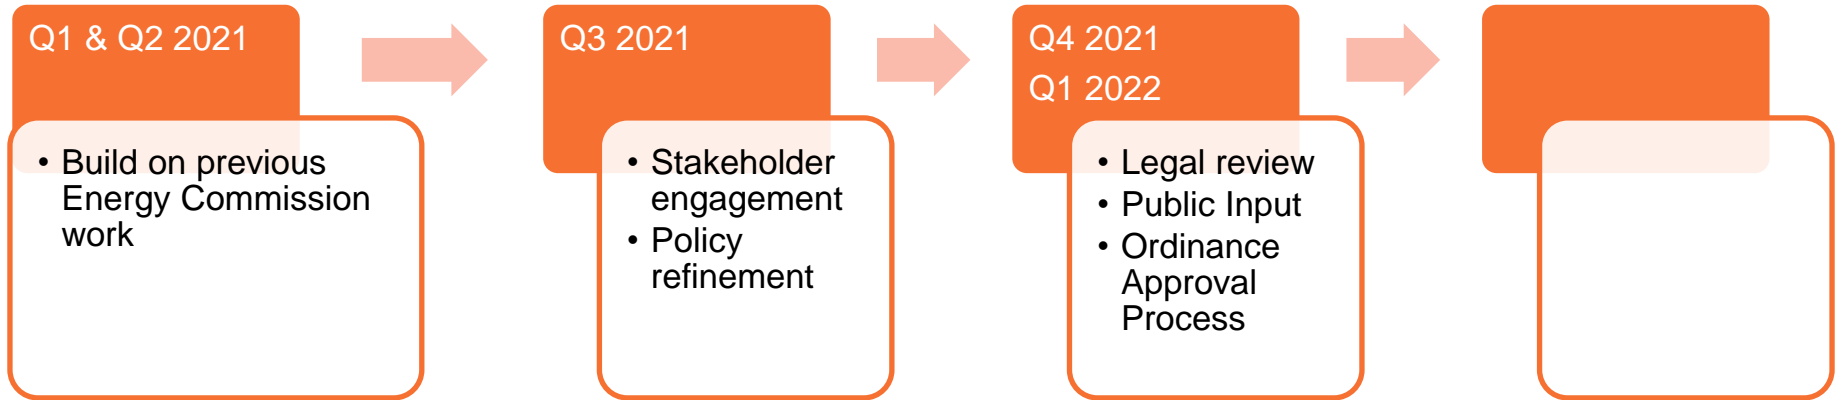 Q1 & Q2 2021
• Build on previous
Energy Commission
work
Q3 2021
• Stakeholder
engagement
• Policy
refinement
Q4 2021
Q1 2022
• Legal review
• Public Input
• Ordinance
Approval
Process